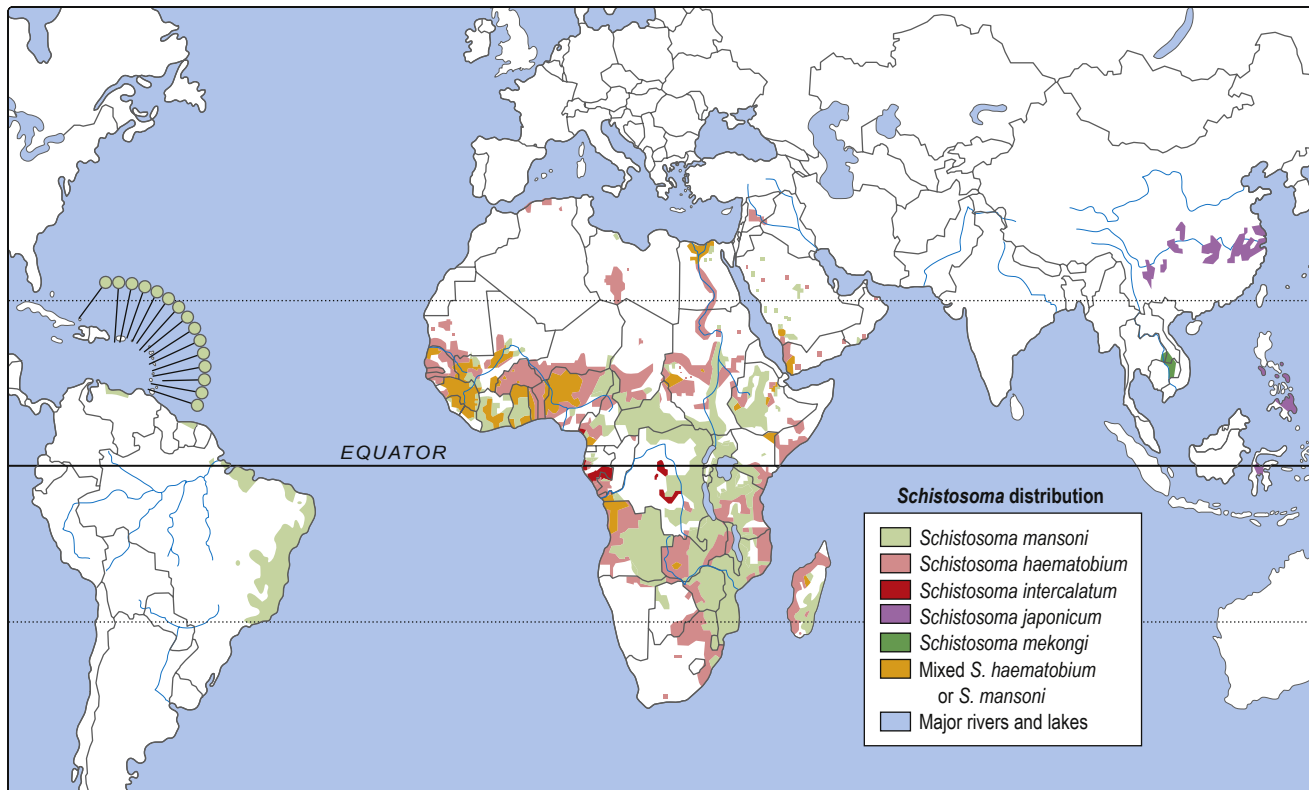 EQUATOR
Schistosoma distribution
Schistosoma mansoni
Schistosoma haematobium
Schistosoma intercalatum
Schistosoma japonicum
Schistosoma mekongi
Mixed S. haematobium
or S. mansoni
Major rivers and lakes